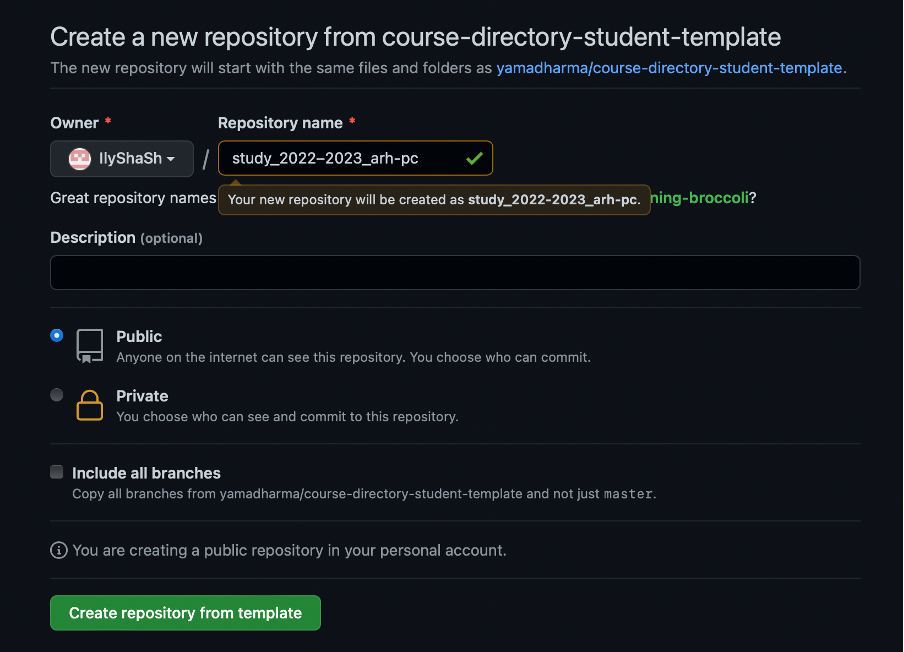 Create a new repository from course-directory-student-template
The new repository will start with the same files and folders as yamadharma/course-directory-student-template.
Owner * Repository name *
IlyShaSh / study_2022–2023_arh-pc
Great repository names ning-broccoli?
Your new repository will be created as study_2022-2023_arh-pc.
Description (optional)
Public
Anyone on the internet can see this repository. You choose who can commit.
Private
You choose who can see and commit to this repository.
Include all branches
Copy all branches from yamadharma/course-directory-student-template and not just master.
You are creating a public repository in your personal account.
Create repository from template